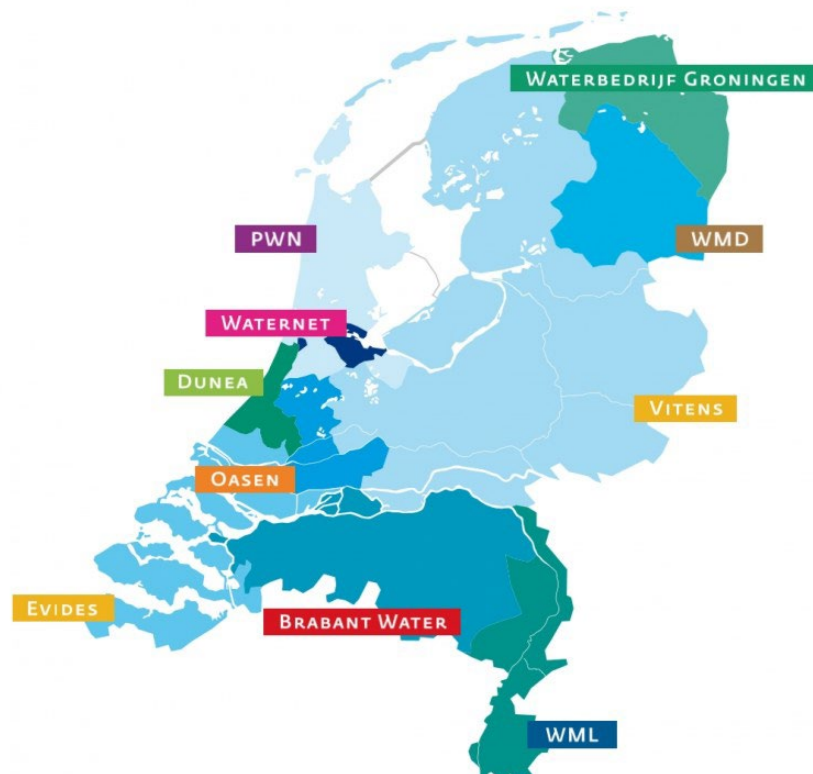 WATERBEDRIJF GRONINGEN
PWN
WMD
WATERNET
DUNEA
VITENS
OASEN
EVIDES
BRABANT WATER
WML